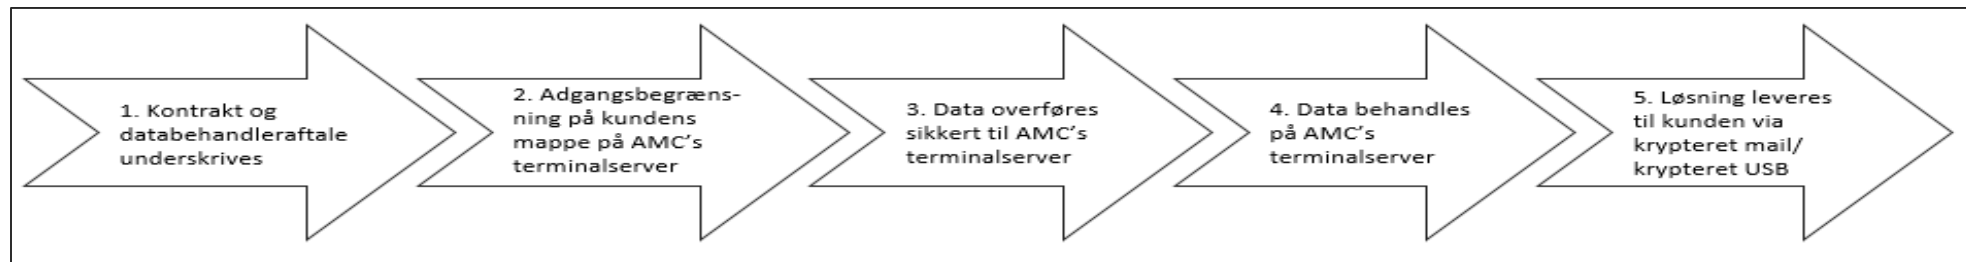 1. Kontrakt og
databehandleraftale
underskrives
2. Adgangsbegræns-
ning på kundens
mappe på AMC’s
terminalserver
3. Data overføres
sikkert til AMC’s
terminalserver
4. Data behandles
på AMC’s
terminalserver
5. Løsning leveres
til kunden via
krypteret mail/
krypteret USB